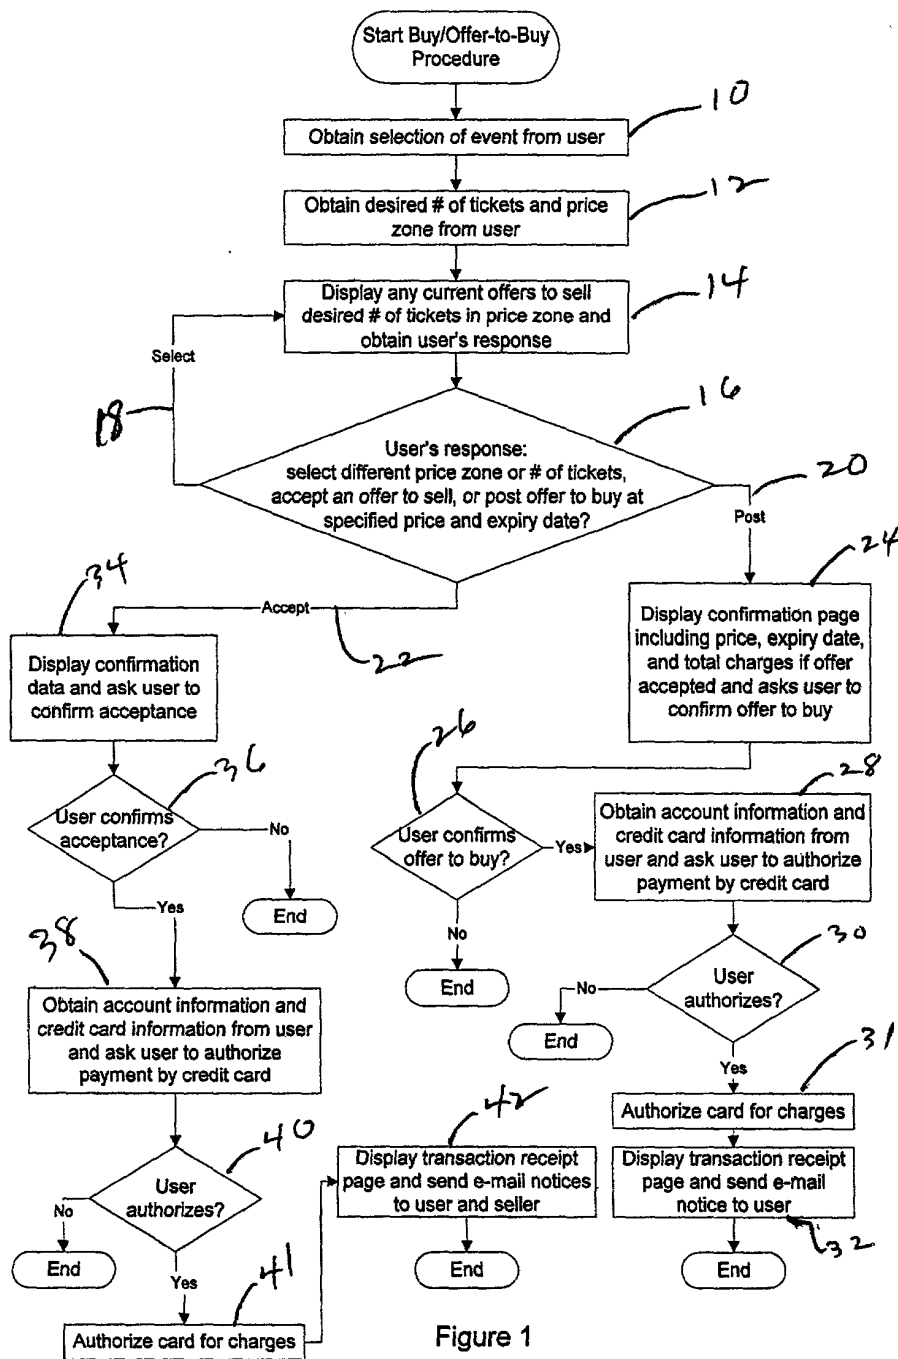 Start Buy/Offer-to-Buy
Procedure
10
Obtain selection of event from user
12
Obtain desired # of tickets and price
zone from user
14
Display any current offers to sell
desired # of tickets in price zone and
obtain user's response
Select
18
16
User's response:
select different price zone or # of tickets,
accept an offer to sell, or post offer to buy at
specified price and expiry date?
20
Post
34
Accept
22
24
Display confirmation
data and ask user to
confirm acceptance
Display confirmation page
including price, expiry date,
and total charges if offer
accepted and asks user to
confirm offer to buy
36
User confirms
acceptance?
No
End
Yes
26
User confirms
offer to buy?
Yes
No
End
28
Obtain account information and
credit card information from
user and ask user to authorize
payment by credit card
30
User
authorizes?
No
End
Yes
31
Authorize card for charges
Display transaction receipt
page and send e-mail
notice to user
32
End
38
Obtain account information and
credit card information from user
and ask user to authorize
payment by credit card
40
User
authorizes?
No
End
Yes
41
Authorize card for charges
42
Display transaction receipt
page and send e-mail notices
to user and seller
End
Figure 1